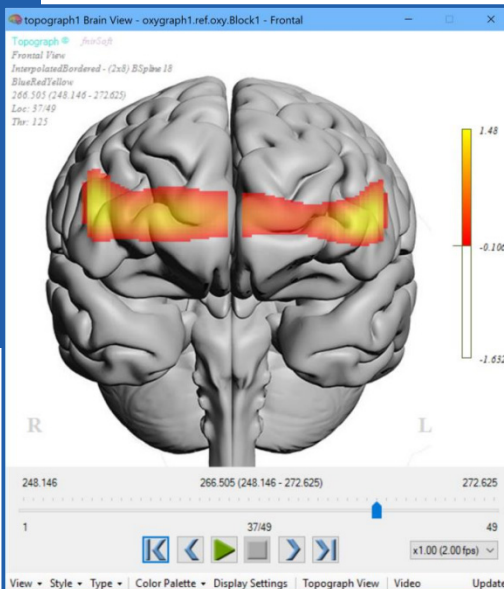 topograph1 Brain View - oxygraph1.ref.oxy.Block1 - Frontal
Topograph ® fnirSoft
Frontal View
InterpolatedBordered - (2x8) BSpline 18
BlueRedYellow
266.505 (248.146 - 272.625)
Loc: 37/49
Thr: 125
1.48
-0.106
-1.632
R L
248.146 266.505 (248.146 - 272.625) 272.625
1 37/49 49
x1.00 (2.00 fps)
View Style Type Color Palette Display Settings Topograph View Video Update